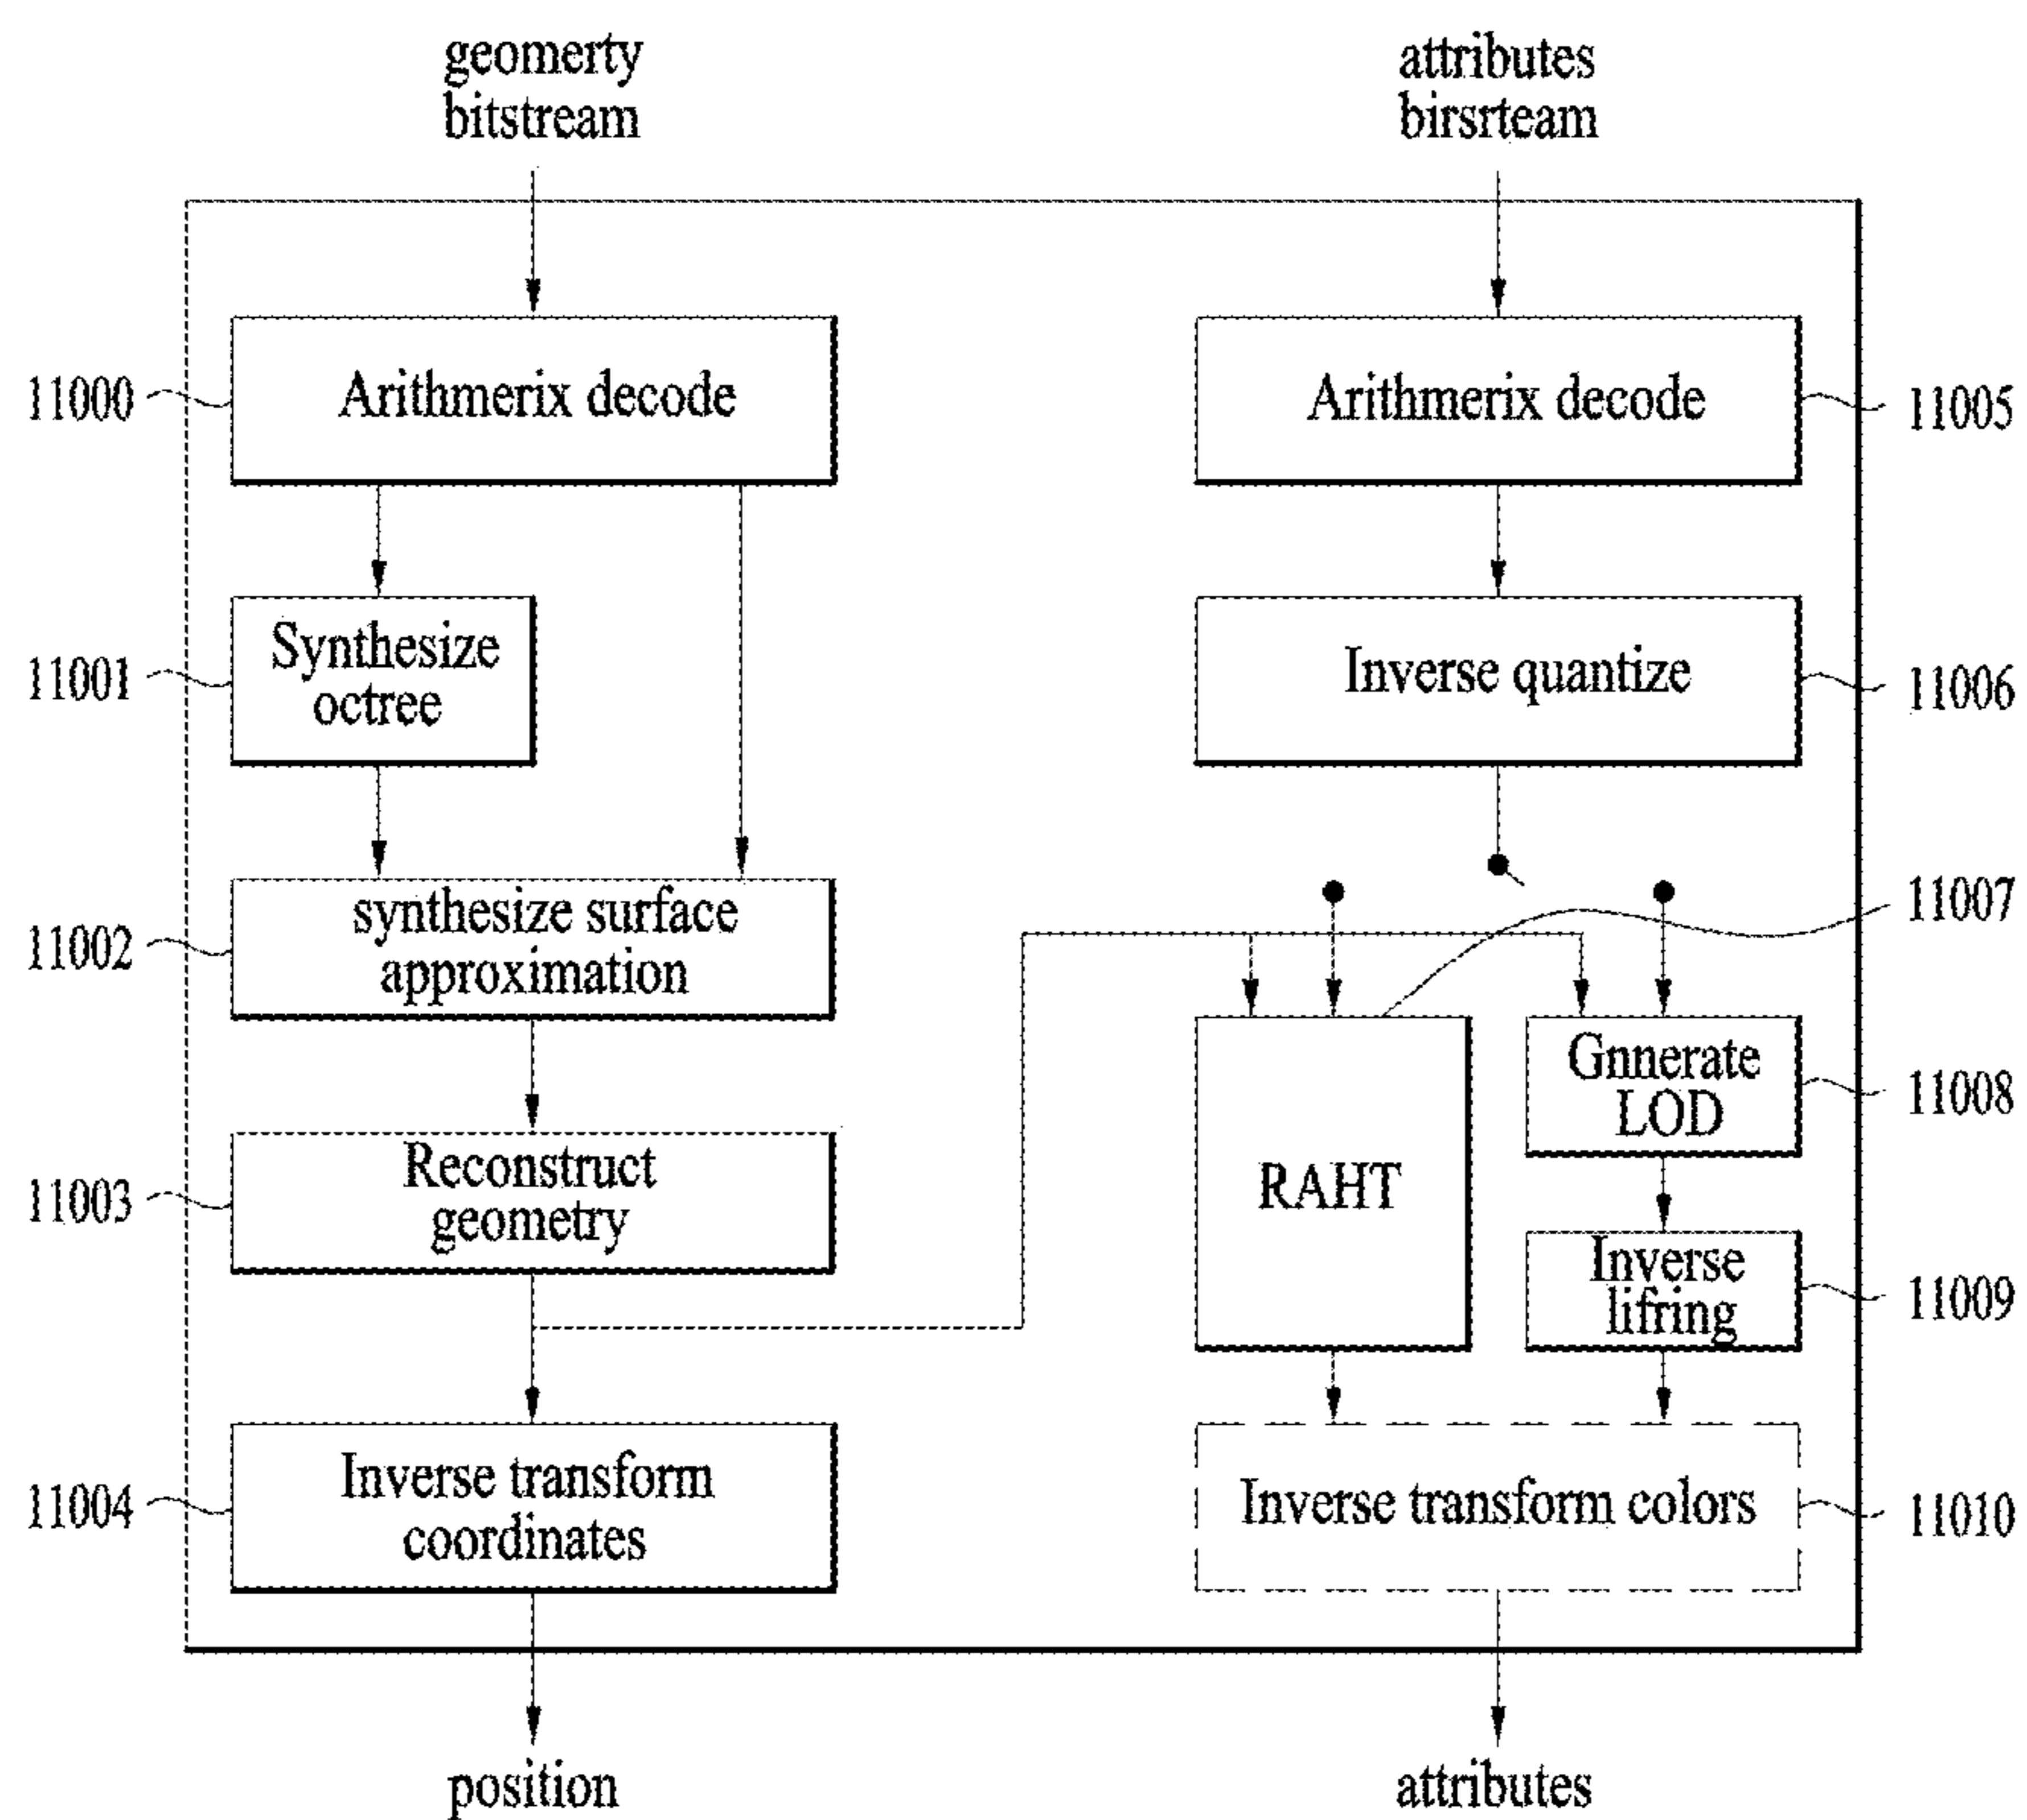 geomerty
bitstream
attributes
birsrteam
11000
Arithmerix decode
Arithmerix decode
11005
11001
Synthesize
octree
Inverse quantize
11006
11002
synthesize surface
approximation
11007
11003
Reconstruct
geometry
RAHT
Gnnerate
LOD
11008
Inverse
lifring
11009
11004
Inverse transform
coordinates
Inverse transform colors
11010
position
attributes